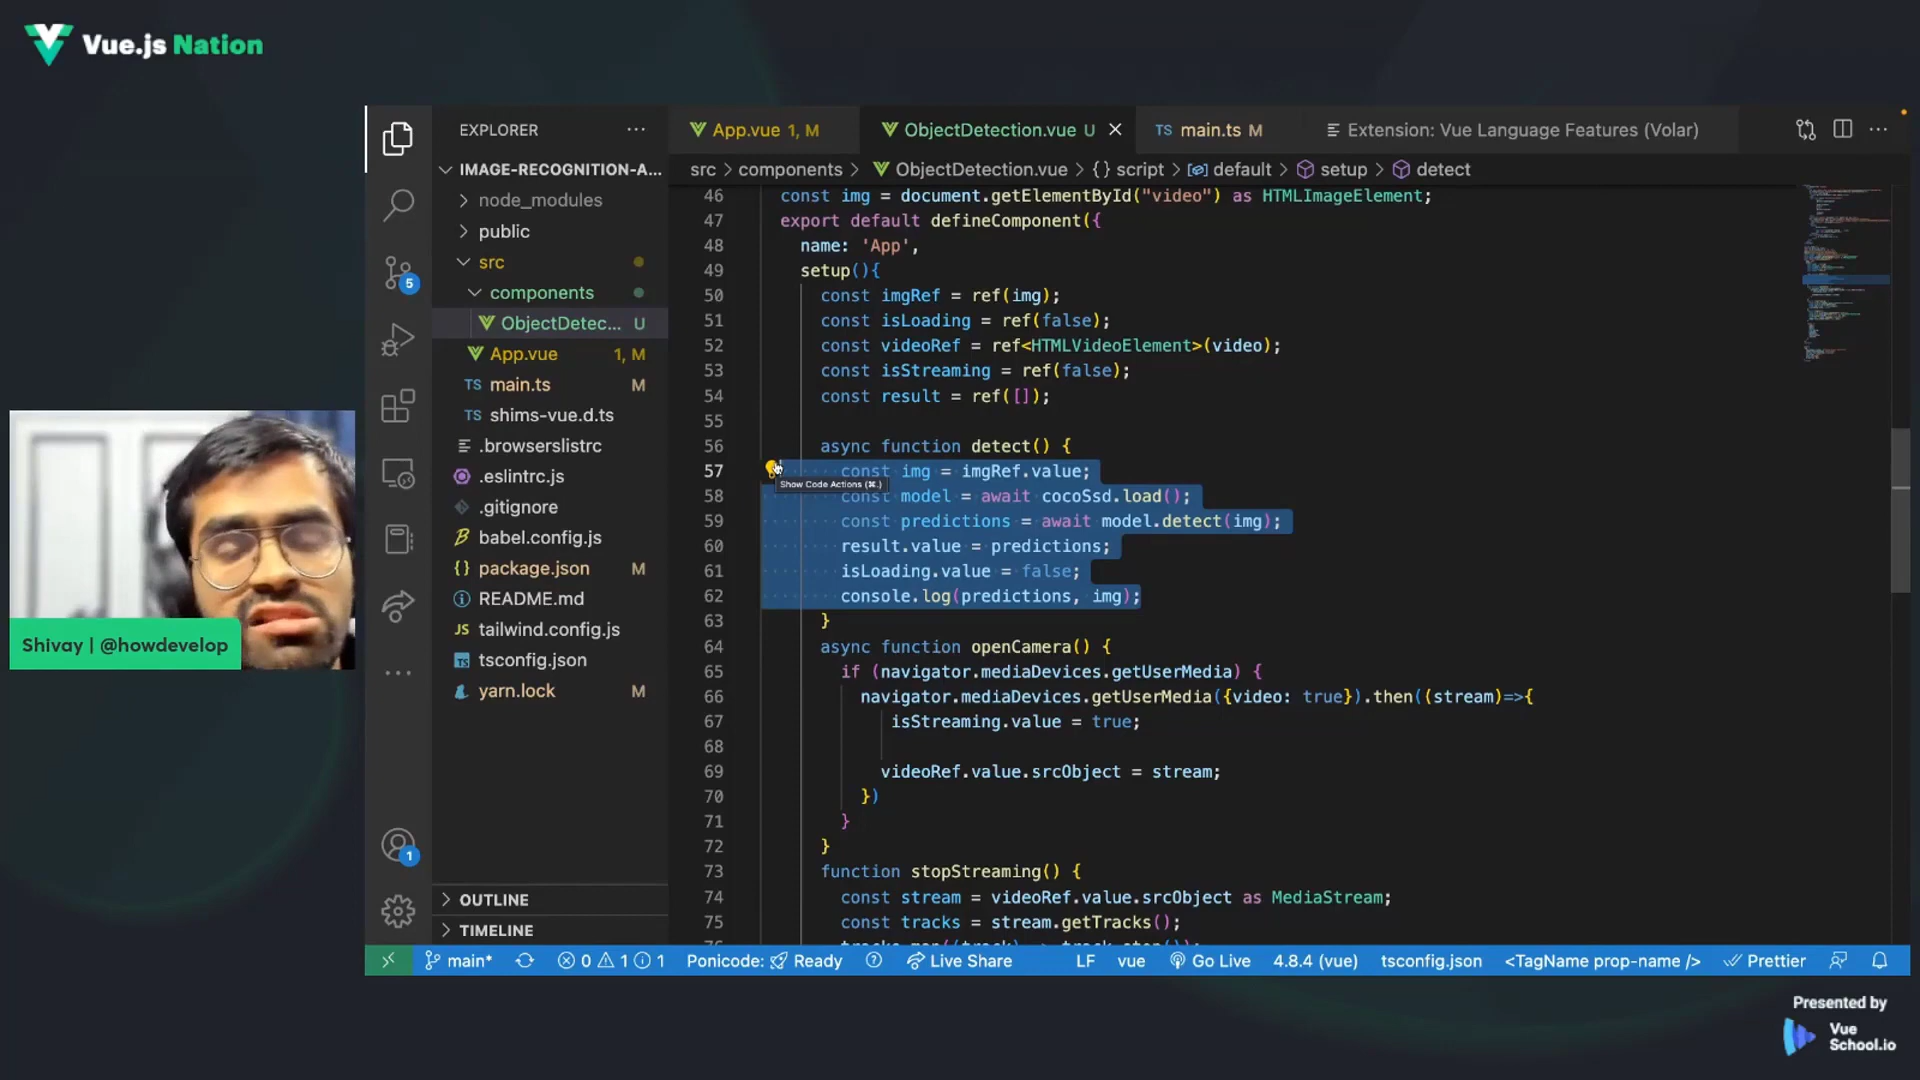 Vue.js Nation
EXPLORER
App.vue 1, M
ObjectDetection.vue U
TS main.ts M
Extension: Vue Language Features (Volar)
IMAGE-RECOGNITION-A...
src > components > ObjectDetection.vue > {} script > default > setup > detect
node_modules
public
src
components
ObjectDetec... U
App.vue 1, M
TS main.ts M
TS shims-vue.d.ts
.browserslistrc
.eslintrc.js
.gitignore
babel.config.js
{} package.json M
README.md
JS tailwind.config.js
TS tsconfig.json
yarn.lock M
OUTLINE
TIMELINE
5
1
46 const img = document.getElementById("video") as HTMLImageElement;
47 export default defineComponent({
48 name: 'App',
49 setup(){
50 const imgRef = ref(img);
51 const isLoading = ref(false);
52 const videoRef = ref<HTMLVideoElement>(video);
53 const isStreaming = ref(false);
54 const result = ref([]);
55
56 async function detect() {
57 const img = imgRef.value;
Show Code Actions (⌘.)
58 const model = await cocoSsd.load();
59 const predictions = await model.detect(img);
60 result.value = predictions;
61 isLoading.value = false;
62 console.log(predictions, img);
63 }
64 async function openCamera() {
65 if (navigator.mediaDevices.getUserMedia) {
66 navigator.mediaDevices.getUserMedia({video: true}).then((stream)=>{
67 isStreaming.value = true;
68
69 videoRef.value.srcObject = stream;
70 })
71 }
72 }
73 function stopStreaming() {
74 const stream = videoRef.value.srcObject as MediaStream;
75 const tracks = stream.getTracks();
Shivay | @howdevelop
main* 0 1 1 Ponicode: Ready Live Share LF vue Go Live 4.8.4 (vue) tsconfig.json <TagName prop-name /> Prettier
Presented by
Vue
School.io